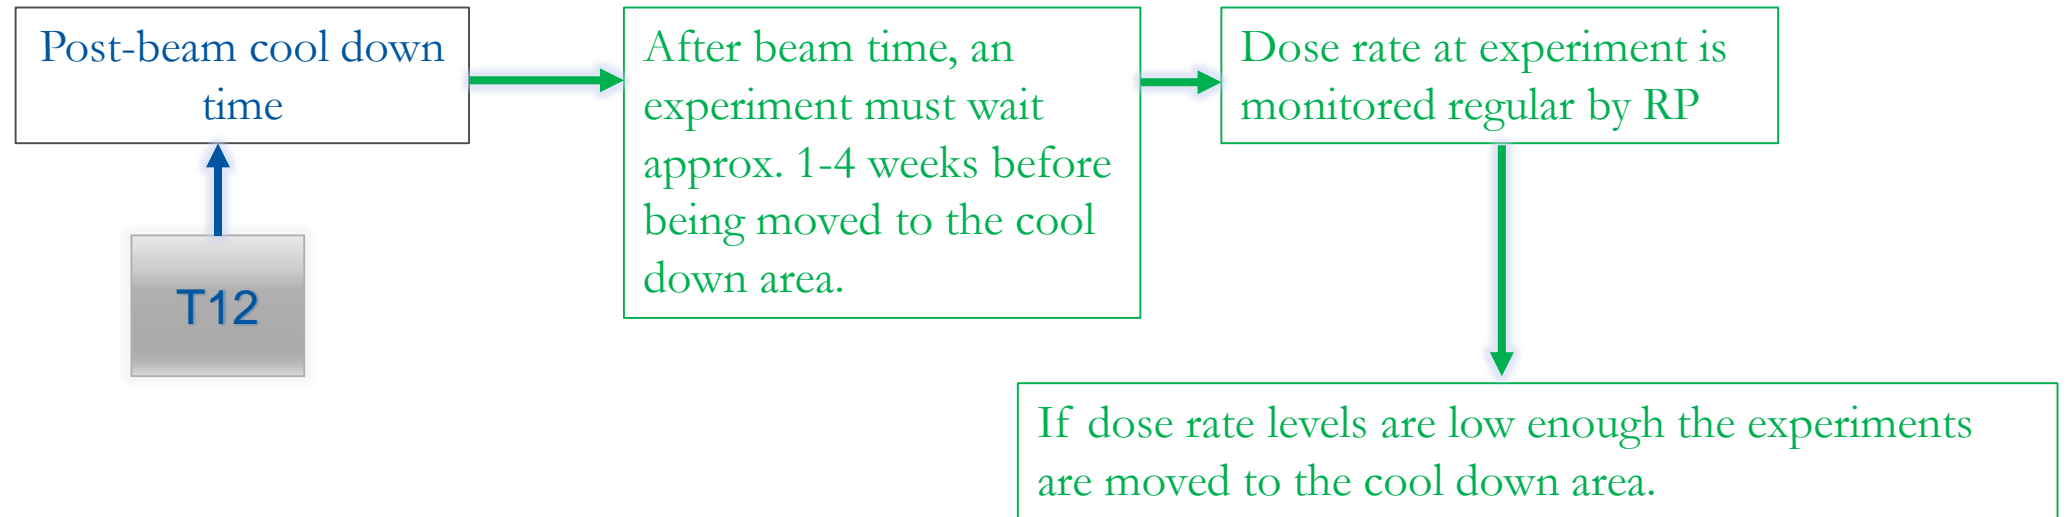 Post-beam cool down
time
After beam time, an
experiment must wait
approx. 1-4 weeks before
being moved to the cool
down area.
Dose rate at experiment is
monitored regular by RP
T12
If dose rate levels are low enough the experiments
are moved to the cool down area.